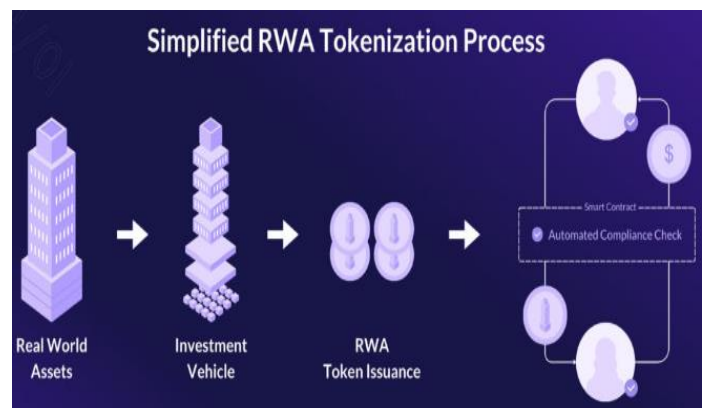 Simplified RWA Tokenization Process
Real World
Assets
Investment
Vehicle
RWA
Token Issuance
$
Smart Contract
Automated Compliance Check